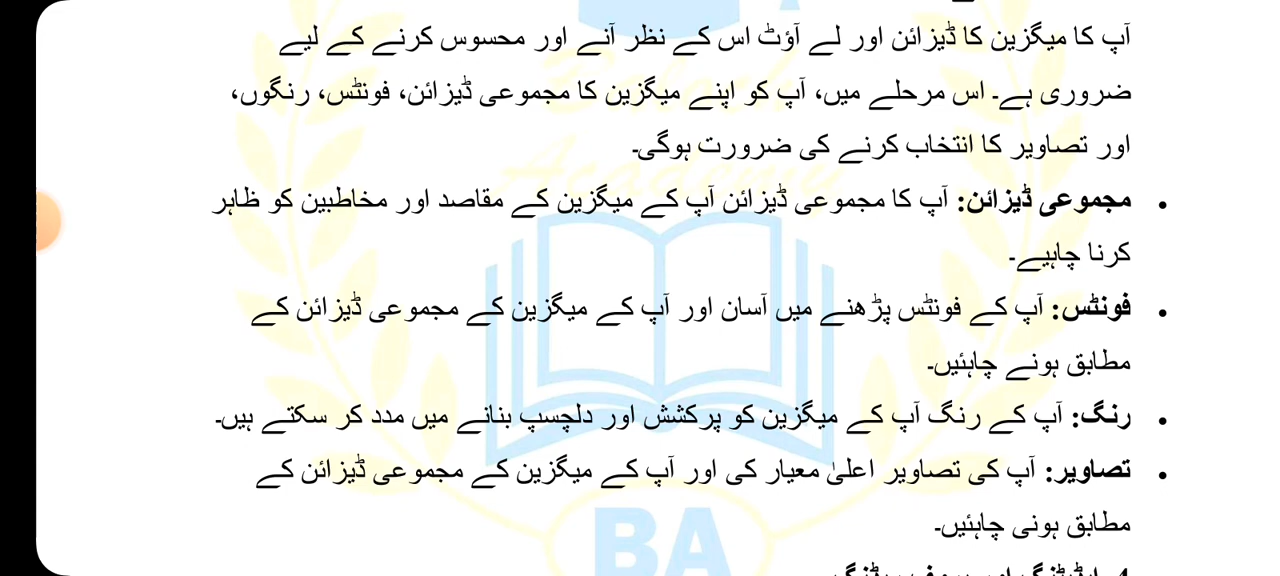 آپ کا میگزین کا ڈیزائن اور لے آؤٹ اس کے نظر آنے اور محسوس کرنے کے لیے
ضروری ہے۔ اس مرحلے میں، آپ کو اپنے میگزین کا مجموعی ڈیزائن، فونٹس، رنگوں،
اور تصاویر کا انتخاب کرنے کی ضرورت ہوگی۔
• مجموعی ڈیزائن: آپ کا مجموعی ڈیزائن آپ کے میگزین کے مقاصد اور مخاطبین کو ظاہر
کرنا چاہیے۔
• فونٹس: آپ کے فونٹس پڑھنے میں آسان اور آپ کے میگزین کے مجموعی ڈیزائن کے
مطابق ہونے چاہئیں۔
• رنگ: آپ کے رنگ آپ کے میگزین کو پرکشش اور دلچسپ بنانے میں مدد کر سکتے ہیں۔
• تصاویر: آپ کی تصاویر اعلیٰ معیار کی اور آپ کے میگزین کے مجموعی ڈیزائن کے
مطابق ہونی چاہئیں۔
Academy
BA